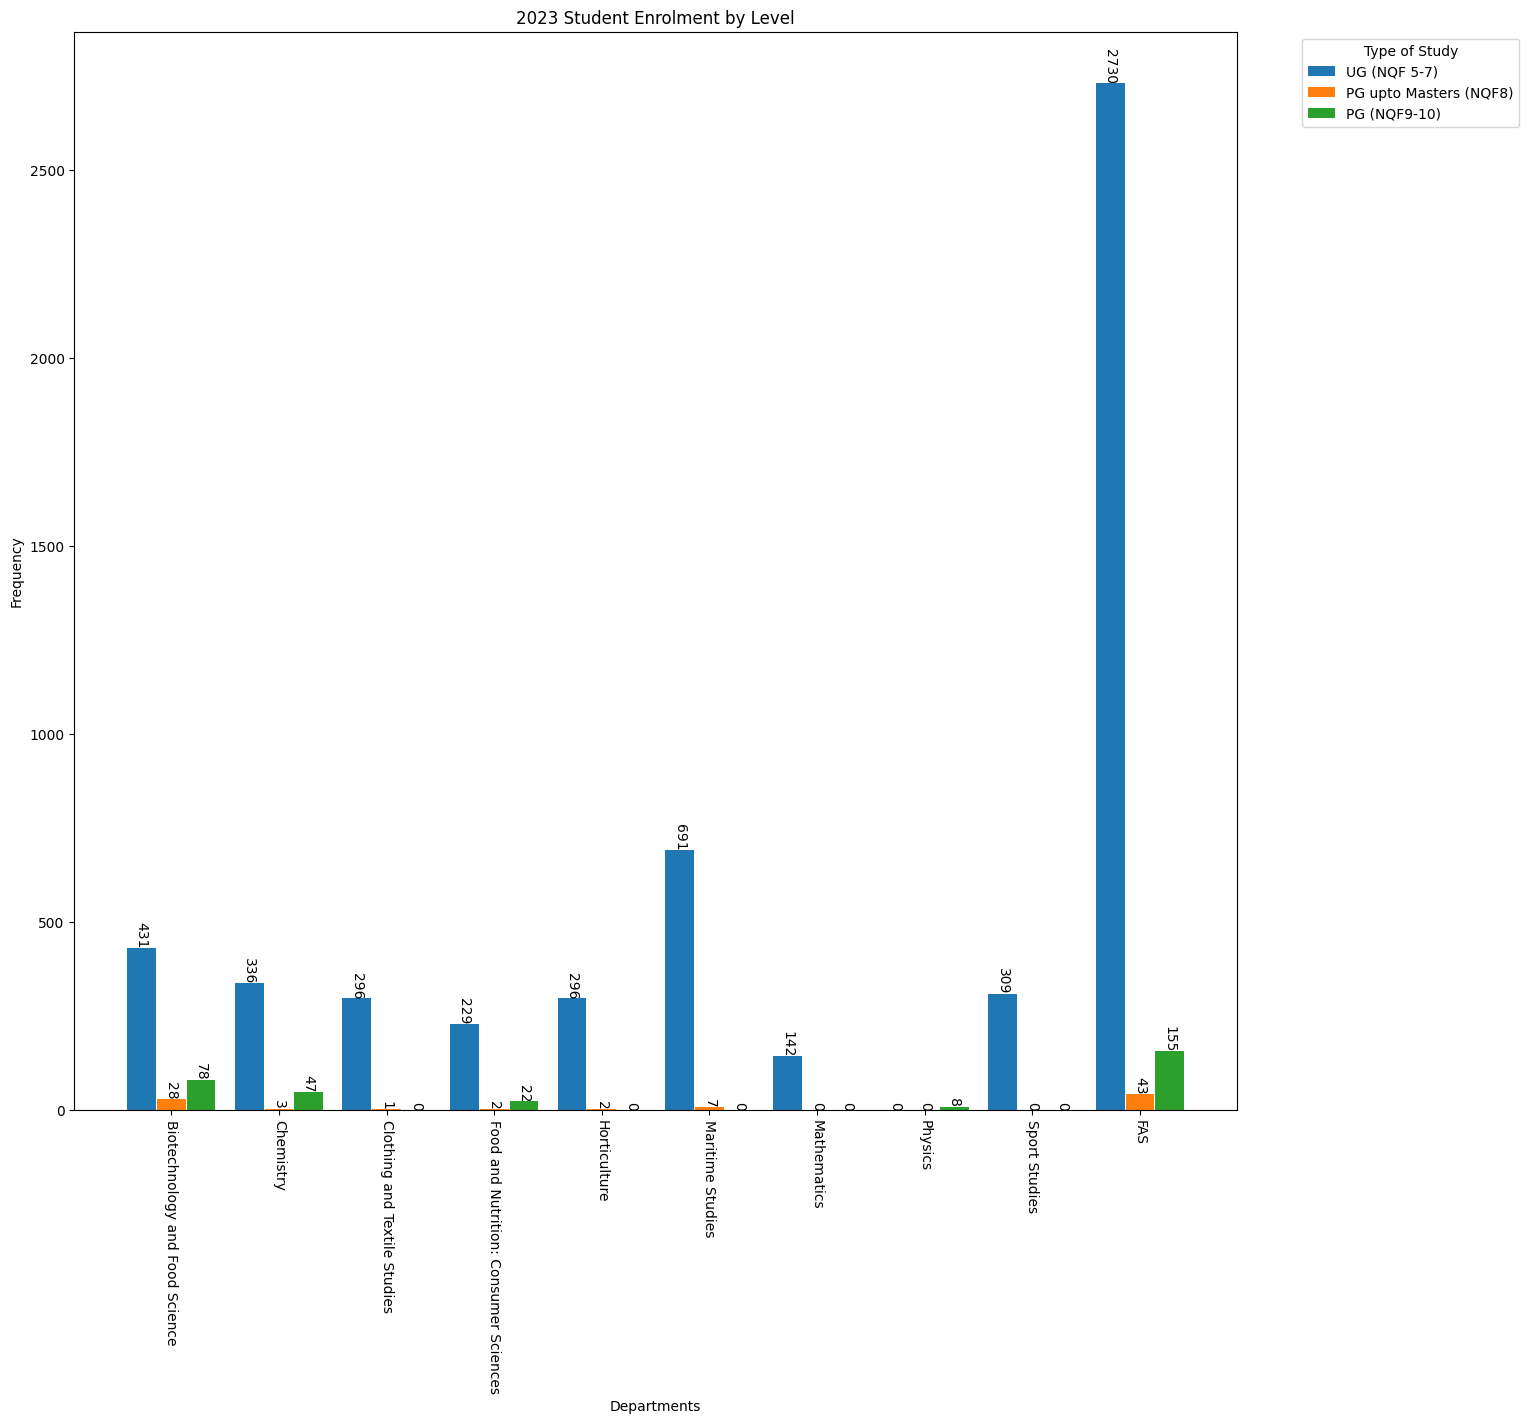 2023 Student Enrolment by Level
Type of Study
UG (NQF 5-7)
PG upto Masters (NQF8)
PG (NQF9-10)
Frequency
2500
2000
1500
1000
500
0
431
28
78
336
3
47
296
1
0
229
2
22
296
2
0
691
7
0
142
0
0
0
0
8
309
0
0
2730
43
155
Biotechnology and Food Science
Chemistry
Clothing and Textile Studies
Food and Nutrition: Consumer Sciences
Horticulture
Maritime Studies
Mathematics
Physics
Sport Studies
FAS
Departments